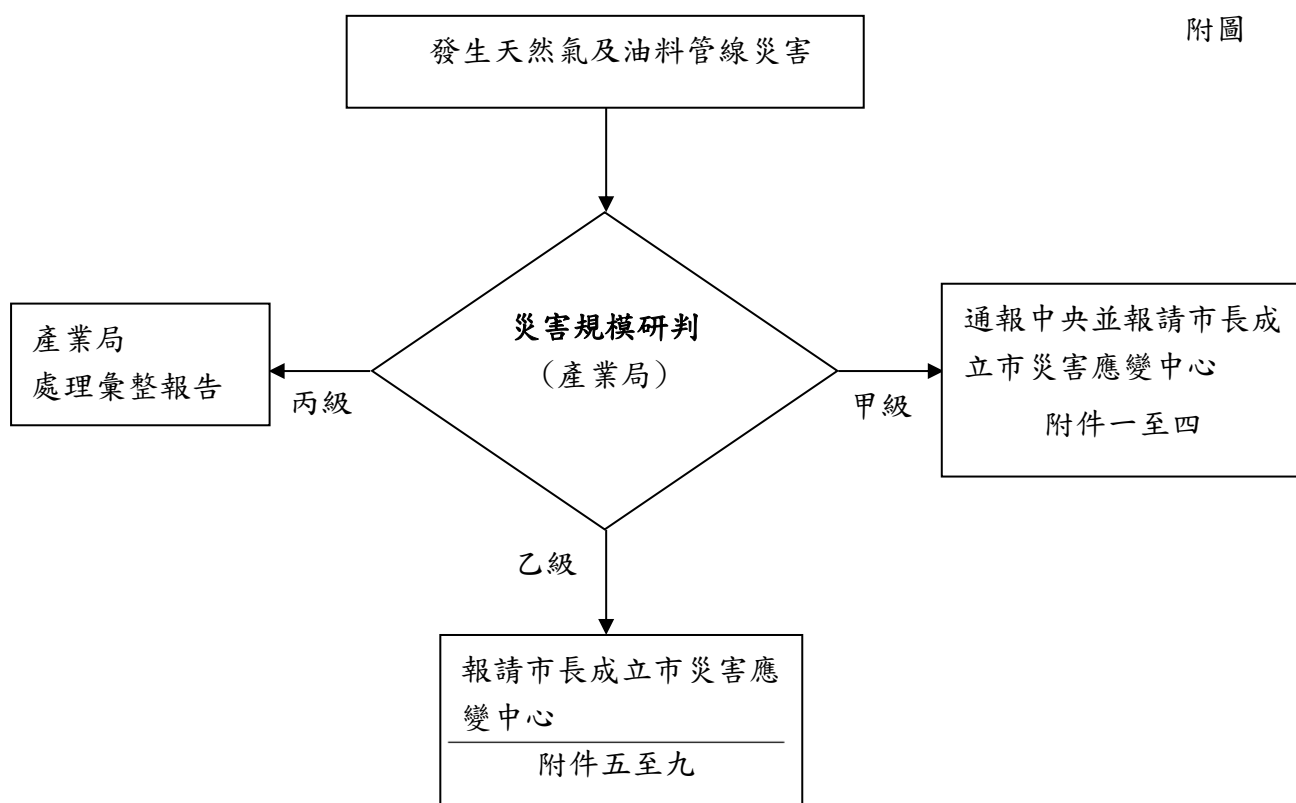 附圖
發生天然氣及油料管線災害
災害規模研判
（產業局）
產業局
處理彙整報告
丙級
甲級
通報中央並報請市長成
立市災害應變中心
附件一至四
乙級
報請市長成立市災害應
變中心
附件五至九